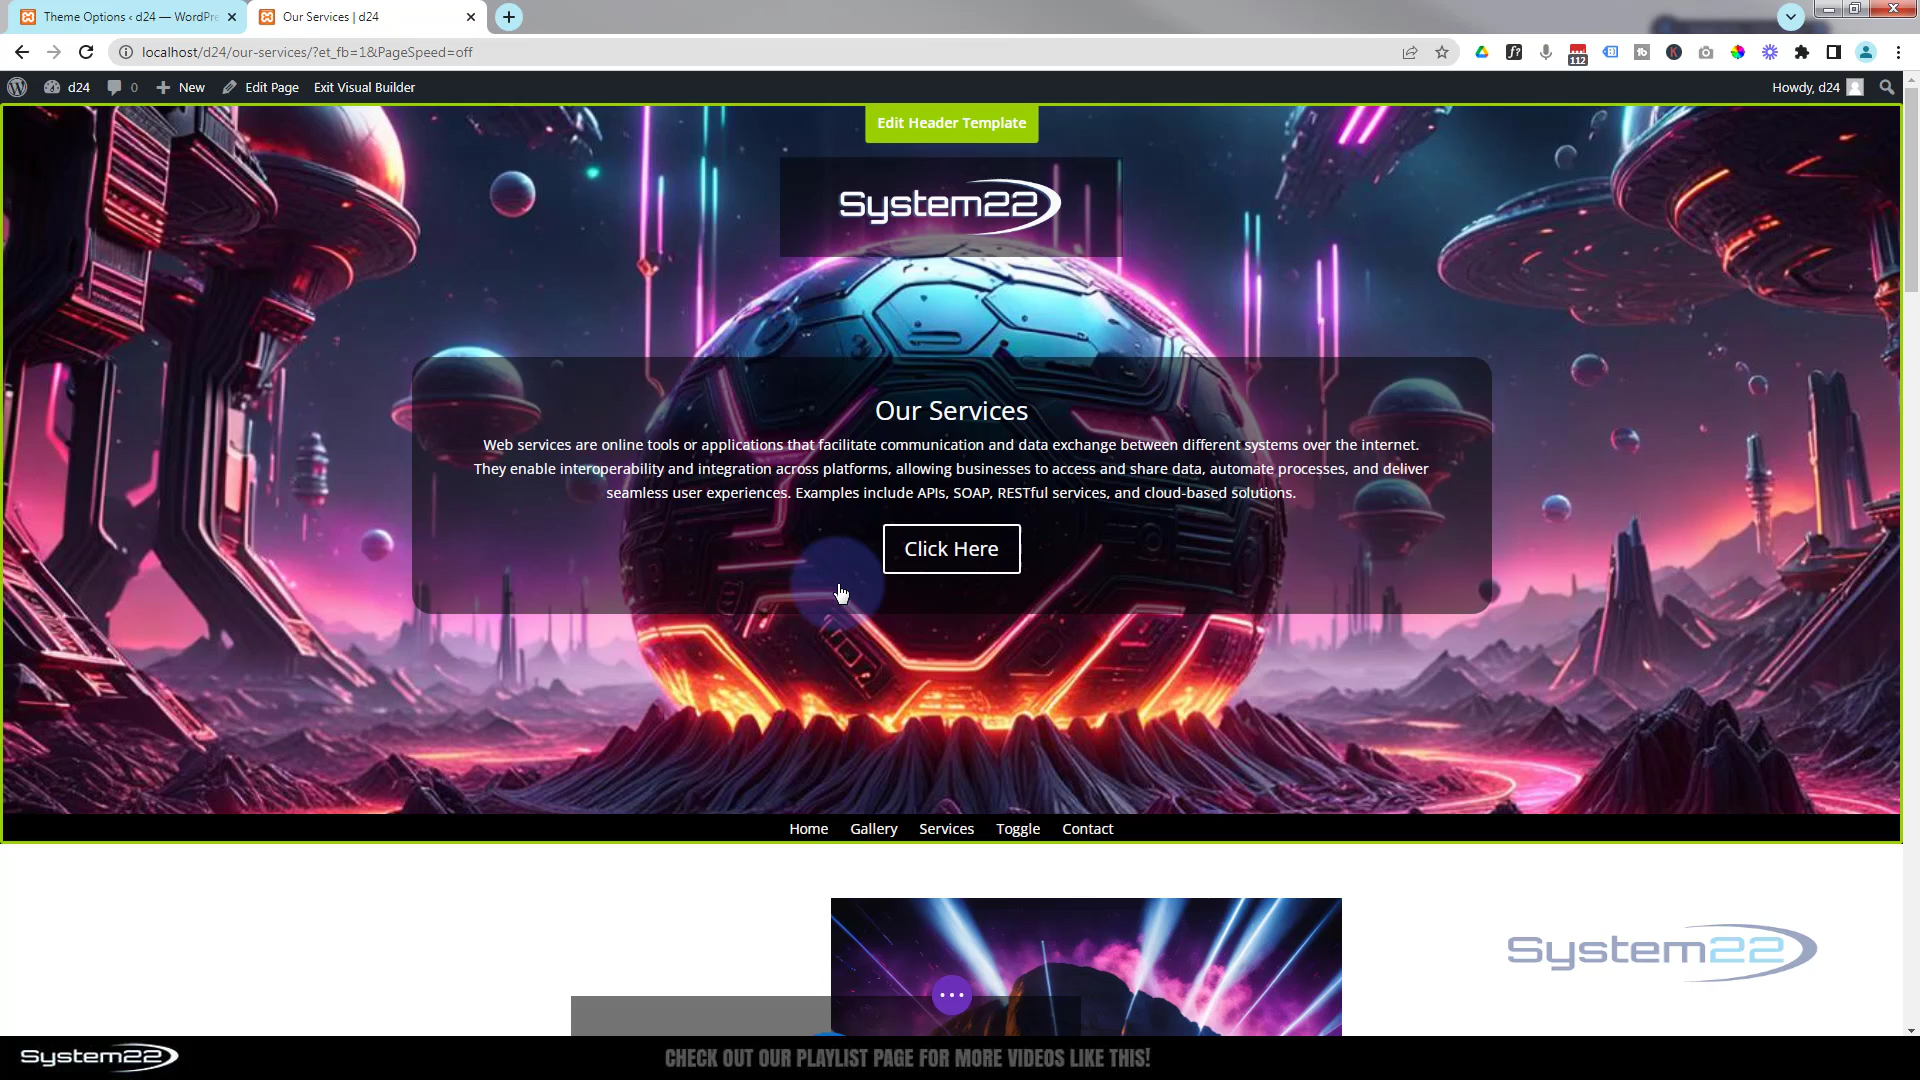 Theme Options ‹ d24 — WordPre
Our Services | d24
localhost/d24/our-services/?et_fb=1&PageSpeed=off
112
d24
0
New
Edit Page
Exit Visual Builder
Howdy, d24
Edit Header Template
System22
Our Services
Web services are online tools or applications that facilitate communication and data exchange between different systems over the internet.
They enable interoperability and integration across platforms, allowing businesses to access and share data, automate processes, and deliver
seamless user experiences. Examples include APIs, SOAP, RESTful services, and cloud-based solutions.
Click Here
Home Gallery Services Toggle Contact
System22
System22
CHECK OUT OUR PLAYLIST PAGE FOR MORE VIDEOS LIKE THIS!